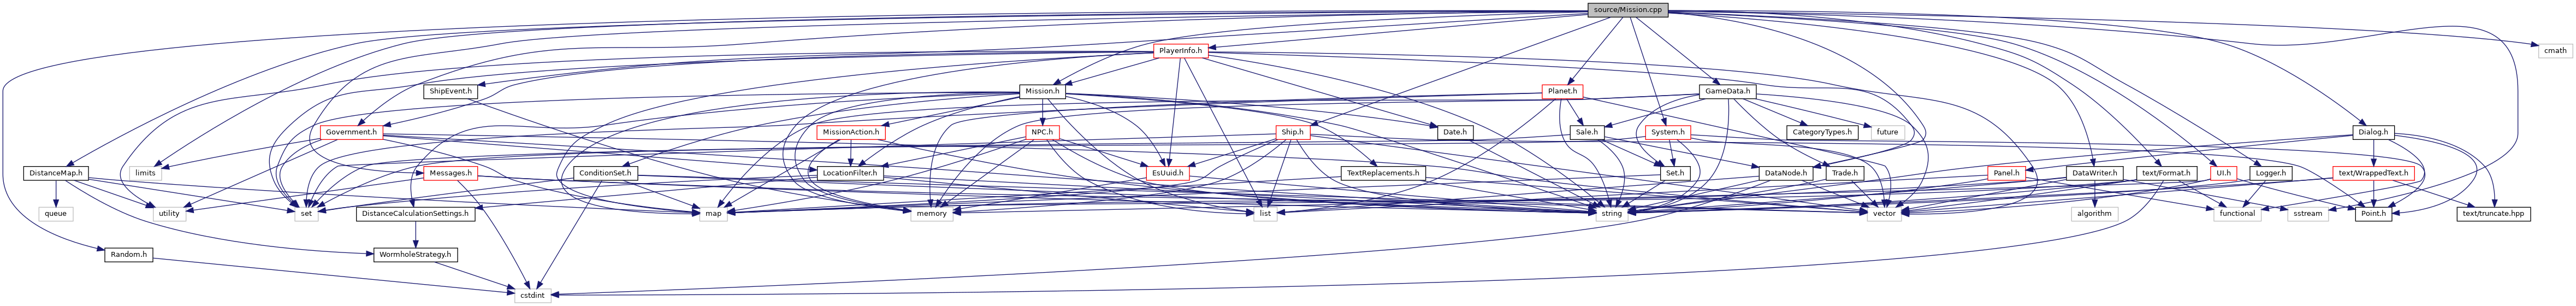 source/Mission.cpp
PlayerInfo.h
cmath
ShipEvent.h
Mission.h
Planet.h
GameData.h
Government.h
MissionAction.h
NPC.h
Ship.h
Date.h
Sale.h
System.h
CategoryTypes.h
future
Dialog.h
DistanceMap.h
limits
Messages.h
ConditionSet.h
LocationFilter.h
EsUuid.h
TextReplacements.h
Set.h
DataNode.h
Trade.h
Panel.h
DataWriter.h
text/Format.h
UI.h
Logger.h
text/WrappedText.h
queue
utility
set
DistanceCalculationSettings.h
map
memory
list
string
vector
algorithm
functional
sstream
Point.h
text/truncate.hpp
Random.h
WormholeStrategy.h
cstdint